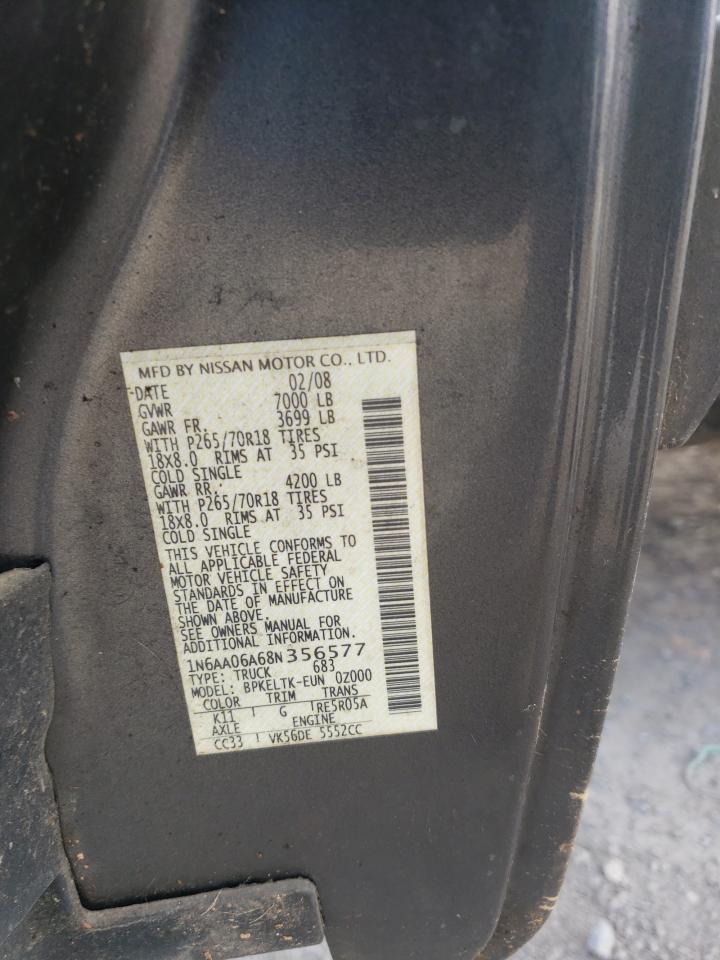 MFD BY NISSAN MOTOR CO., LTD.
DATE 02/08
GVWR 7000 LB
GAWR FR. 3699 LB
WITH P265/70R18 TIRES
18X8.0 RIMS AT 35 PSI
COLD SINGLE
GAWR RR. 4200 LB
WITH P265/70R18 TIRES
18X8.0 RIMS AT 35 PSI
COLD SINGLE
THIS VEHICLE CONFORMS TO
ALL APPLICABLE FEDERAL
MOTOR VEHICLE SAFETY
STANDARDS IN EFFECT ON
THE DATE OF MANUFACTURE
SHOWN ABOVE.
SEE OWNERS MANUAL FOR
ADDITIONAL INFORMATION.
1N6AA06A68N356577
TYPE: TRUCK 683
MODEL: BPKELTK-EUN 0Z000
COLOR TRIM TRANS
K11 G RE5R05A
AXLE ENGINE
CC33 VK56DE 5552CC